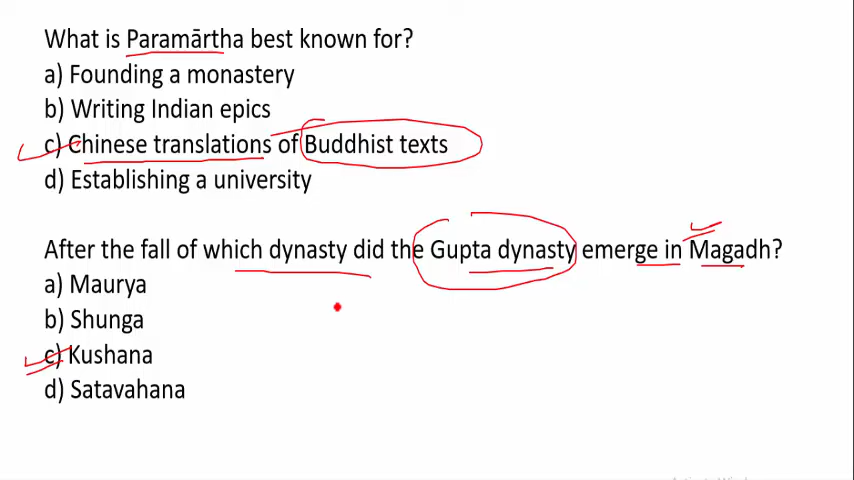 What is Paramārtha best known for?
a) Founding a monastery
b) Writing Indian epics
c) Chinese translations of Buddhist texts
d) Establishing a university
After the fall of which dynasty did the Gupta dynasty emerge in Magadh?
a) Maurya
b) Shunga
c) Kushana
d) Satavahana